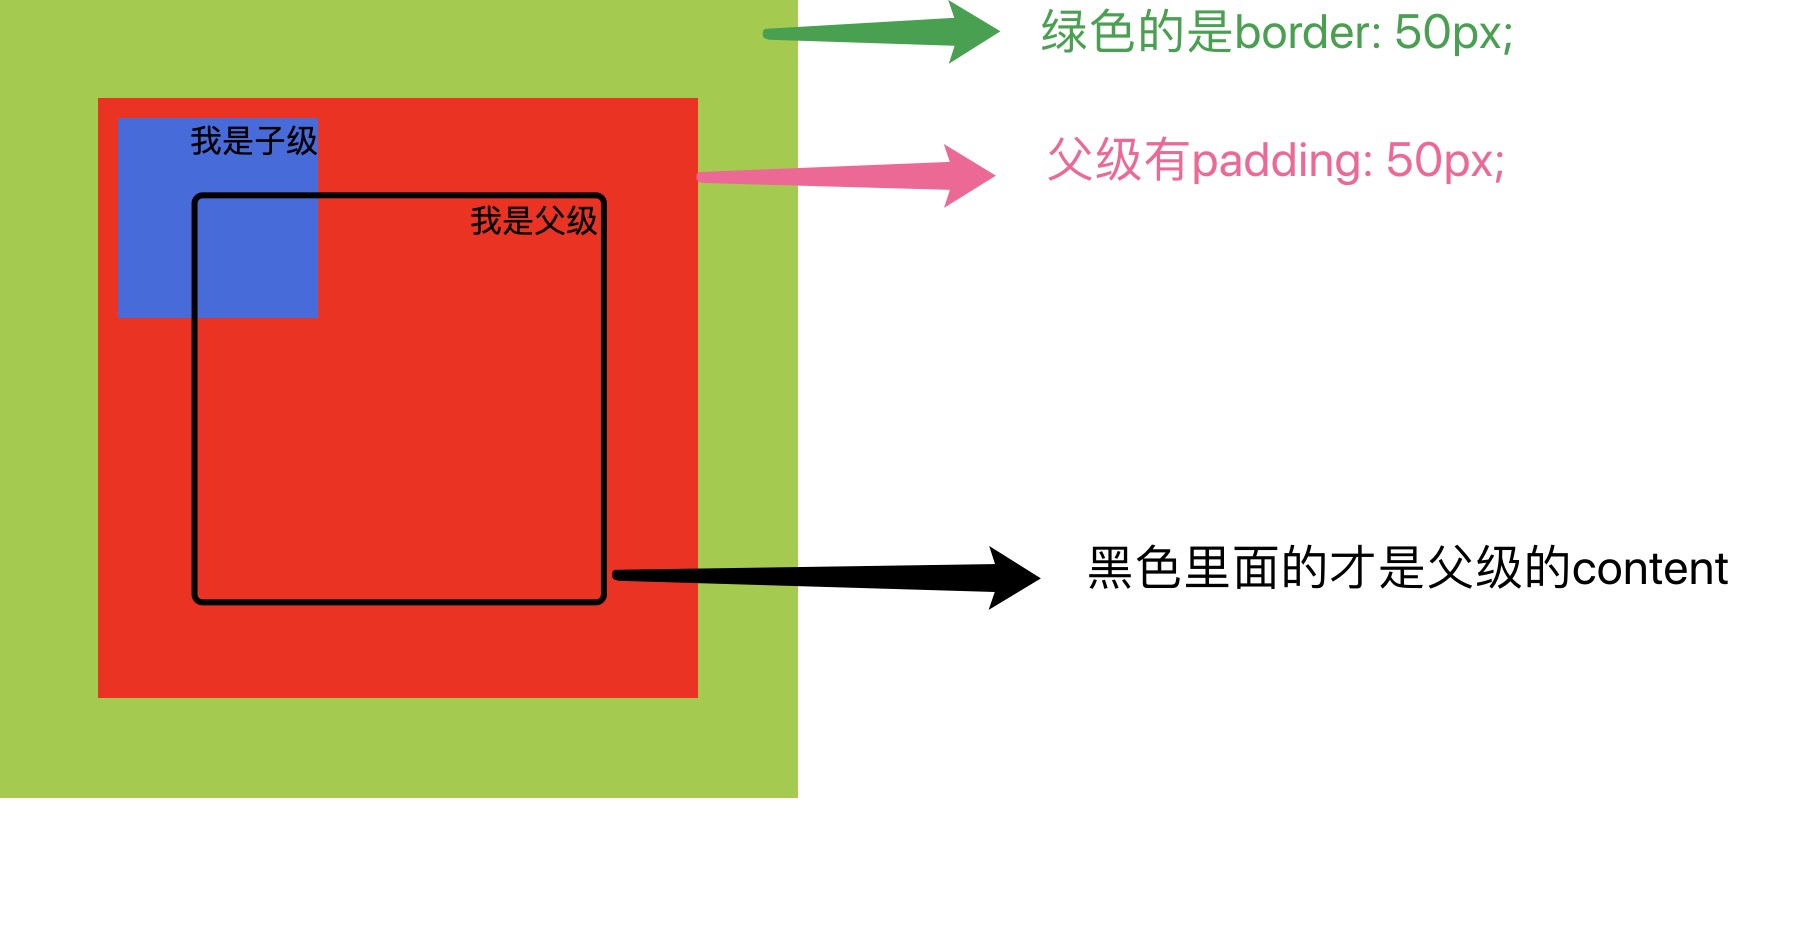 绿色的是border: 50px;
我是子级
父级有padding: 50px;
我是父级
黑色里面的才是父级的content